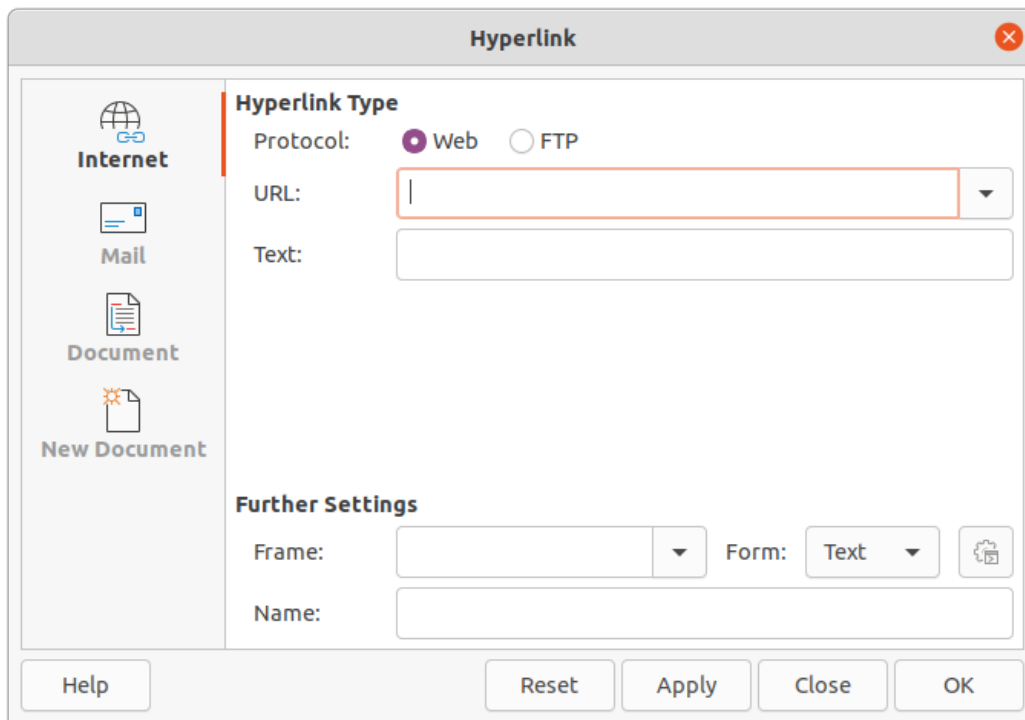 Hyperlink
Internet
Mail
Document
New Document
Hyperlink Type
Protocol: Web FTP
URL:
Text:
Further Settings
Frame: Form: Text
Name:
Help Reset Apply Close OK